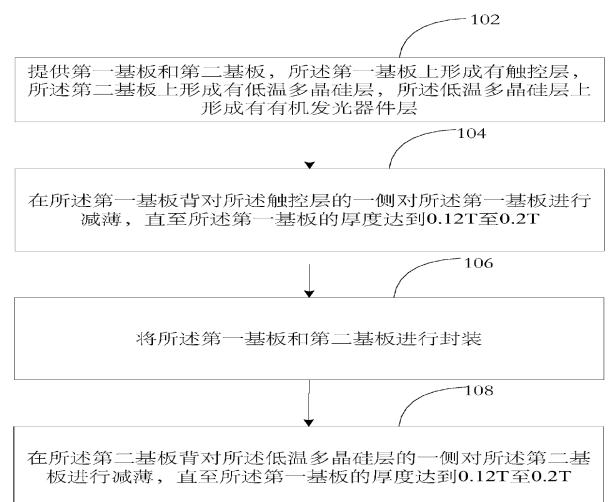 102
提供第一基板和第二基板，所述第一基板上形成有触控层，
所述第二基板上形成有低温多晶硅层，所述低温多晶硅层上
形成有有机发光器件层
104
在所述第一基板背对所述触控层的一侧对所述第一基板进行
减薄，直至所述第一基板的厚度达到0.12T至0.2T
106
将所述第一基板和第二基板进行封装
108
在所述第二基板背对所述低温多晶硅层的一侧对所述第二基
板进行减薄，直至所述第一基板的厚度达到0.12T至0.2T